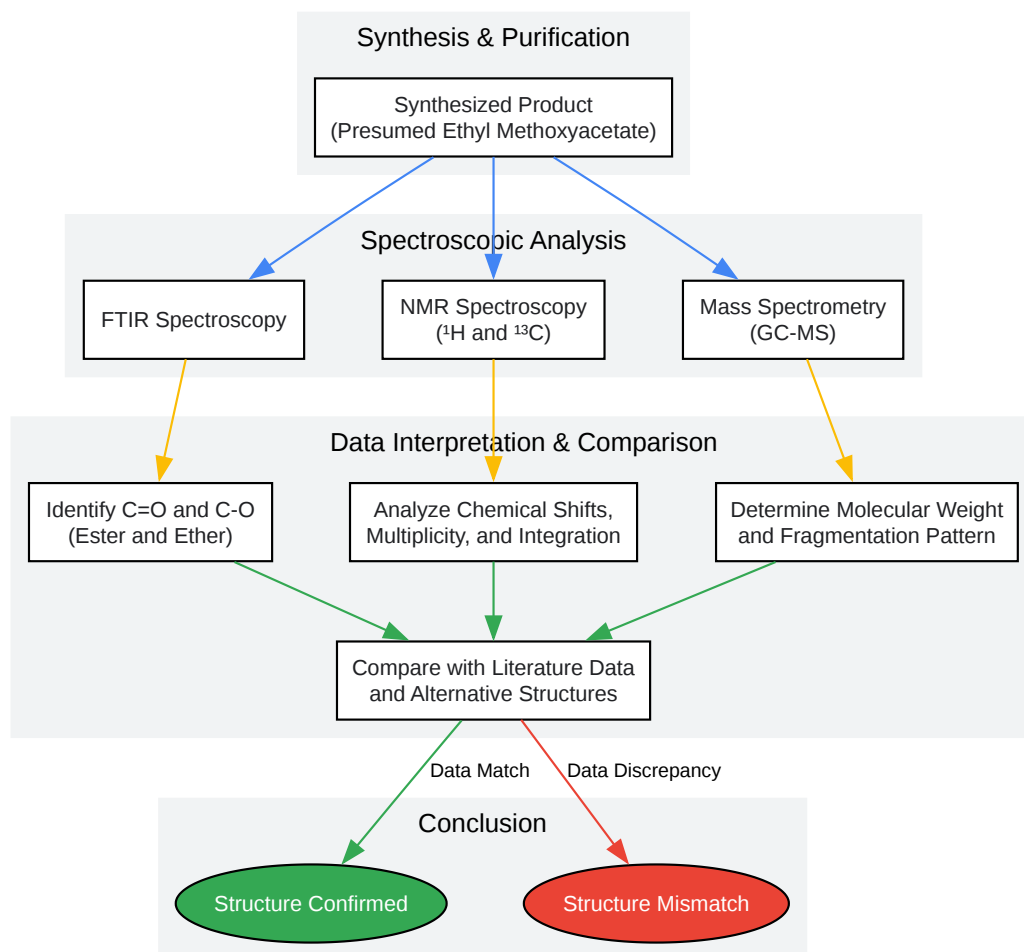 Synthesis & Purification
Synthesized Product
(Presumed Ethyl Methoxyacetate)
Spectroscopic Analysis
FTIR Spectroscopy
NMR Spectroscopy
(¹H and ¹³C)
Mass Spectrometry
(GC-MS)
Data Interpretation & Comparison
Identify C=O and C-O
(Ester and Ether)
Analyze Chemical Shifts,
Multiplicity, and Integration
Determine Molecular Weight
and Fragmentation Pattern
Compare with Literature Data
and Alternative Structures
Data Match
Data Discrepancy
Conclusion
Structure Confirmed
Structure Mismatch